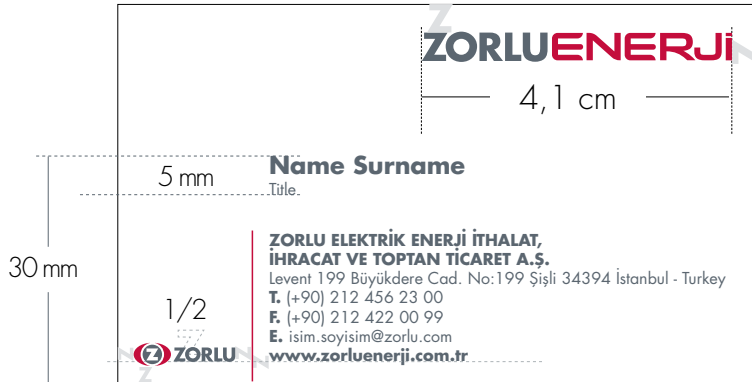 ZORLUENERJi
4,1 cm
5 mm
Name Surname
Title
30 mm
ZORLU ELEKTRİK ENERJİ İTHALAT,
İHRACAT VE TOPTAN TİCARET A.Ş.
Levent 199 Büyükdere Cad. No:199 Şişli 34394 İstanbul - Turkey
T. (+90) 212 456 23 00
F. (+90) 212 422 00 99
E. isim.soyisim@zorlu.com
www.zorluenerji.com.tr
1/2
Z ZORLU
Z
Z
Z
Z
Z
Z